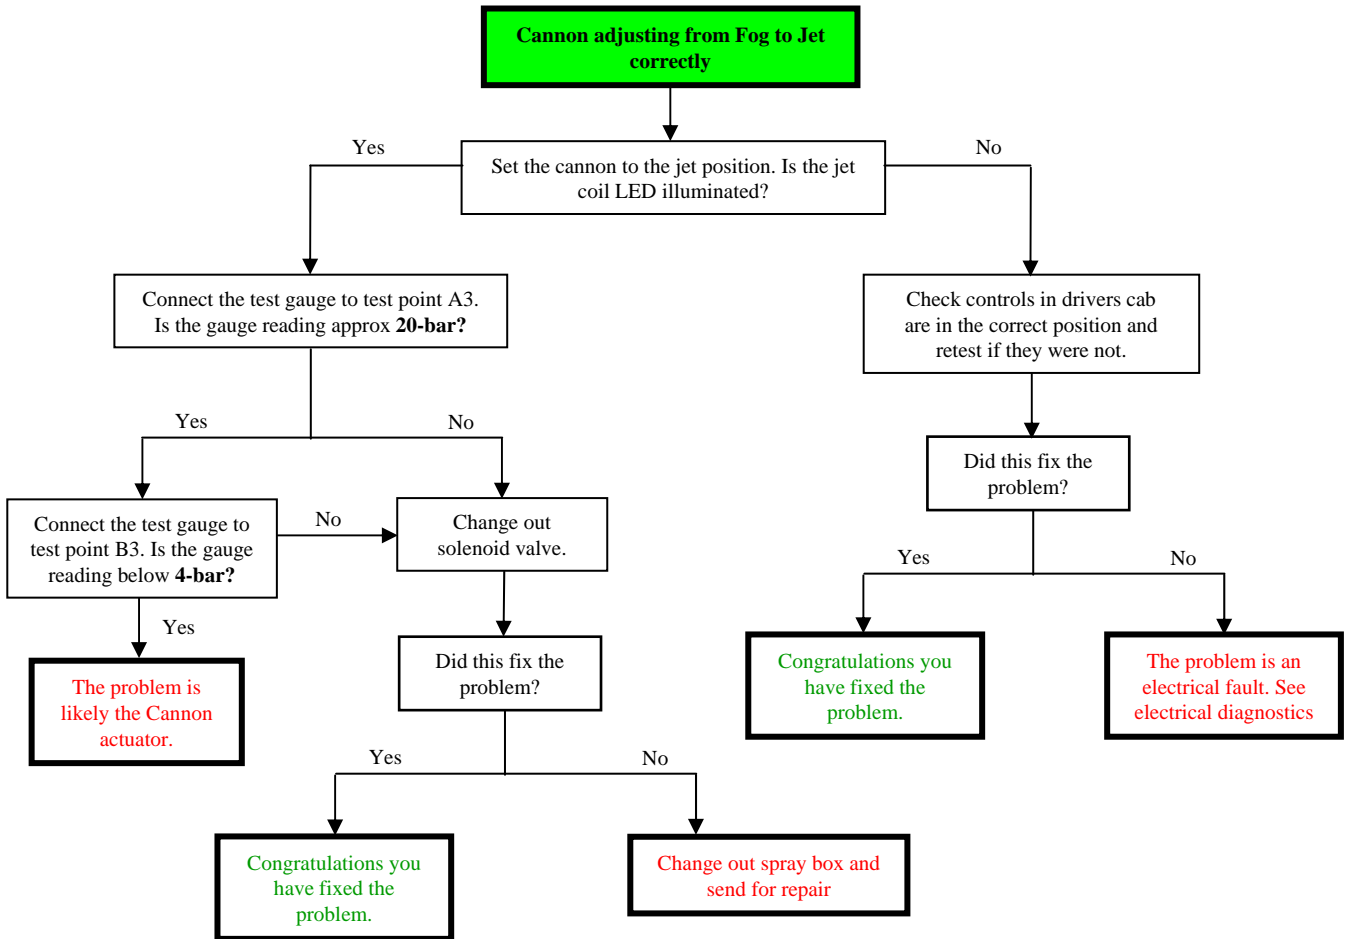 Cannon adjusting from Fog to Jet
correctly
Yes
No
Set the cannon to the jet position. Is the jet
coil LED illuminated?
Connect the test gauge to test point A3.
Is the gauge reading approx 20-bar?
Check controls in drivers cab
are in the correct position and
retest if they were not.
Yes
No
Did this fix the
problem?
Connect the test gauge to
test point B3. Is the gauge
reading below 4-bar?
No
Change out
solenoid valve.
Yes
No
Yes
Did this fix the
problem?
Congratulations you
have fixed the
problem.
The problem is an
electrical fault. See
electrical diagnostics
The problem is
likely the Cannon
actuator.
Yes
No
Congratulations you
have fixed the
problem.
Change out spray box and
send for repair